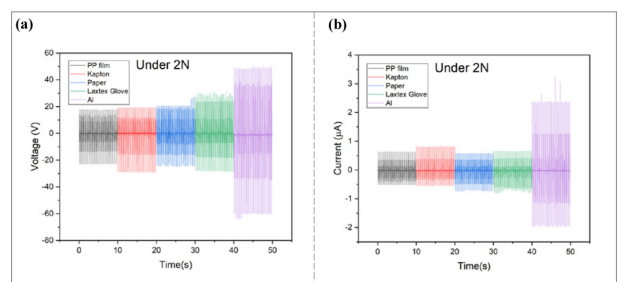 (a)
60
40
20
0
-20
-40
-60
-80
Voltage (V)
PP film
Kapton
Paper
Laxtex Glove
Al
Under 2N
0 10 20 30 40 50
Time(s)
(b)
4
3
2
1
0
-1
-2
Current (μA)
PP film
Kapton
Paper
Laxtex Glove
Al
Under 2N
0 10 20 30 40 50
Time(s)